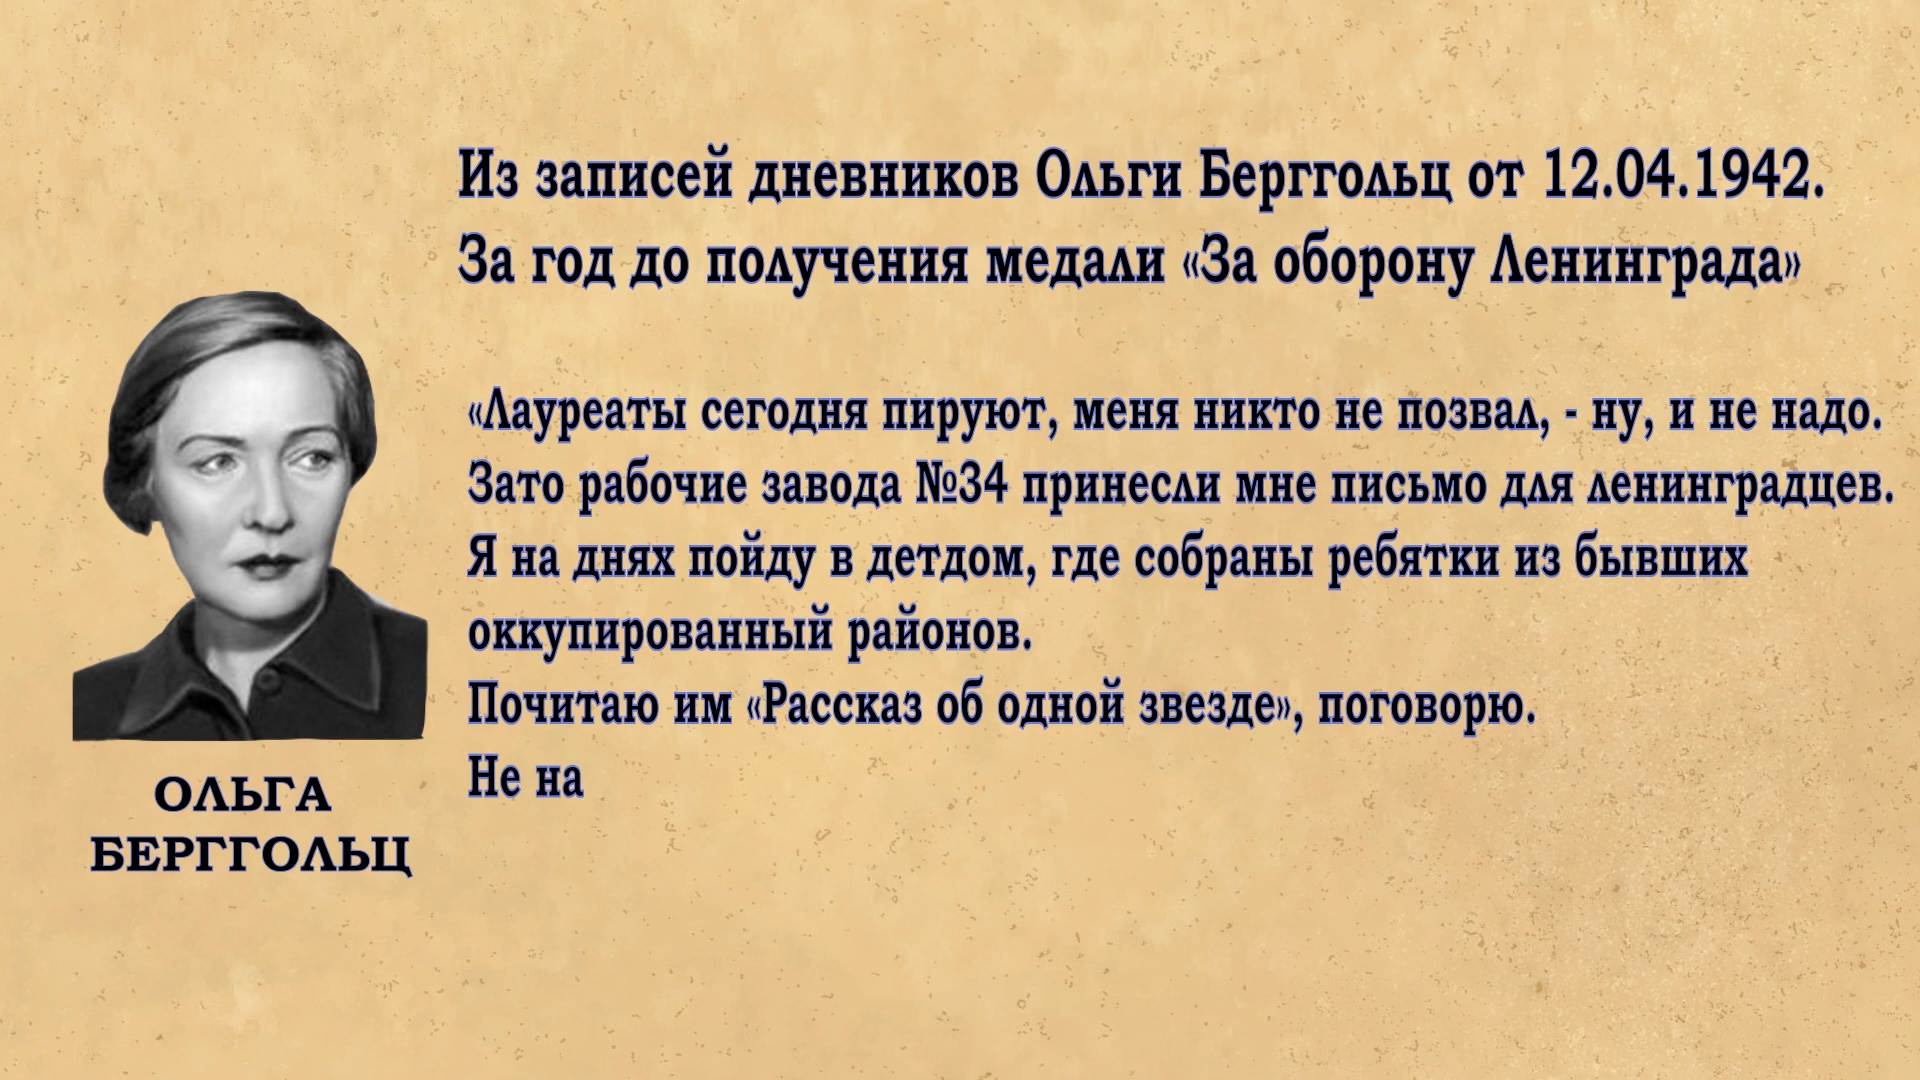 Из записей дневников Ольги Берггольц от 12.04.1942.
За год до получения медали «За оборону Ленинграда»
«Лауреаты сегодня пируют, меня никто не позвал, - ну, и не надо.
Зато рабочие завода №34 принесли мне письмо для ленинградцев.
Я на днях пойду в детдом, где собраны ребятки из бывших
оккупированный районов.
Почитаю им «Рассказ об одной звезде», поговорю.
Не на
ОЛЬГА
БЕРГГОЛЬЦ